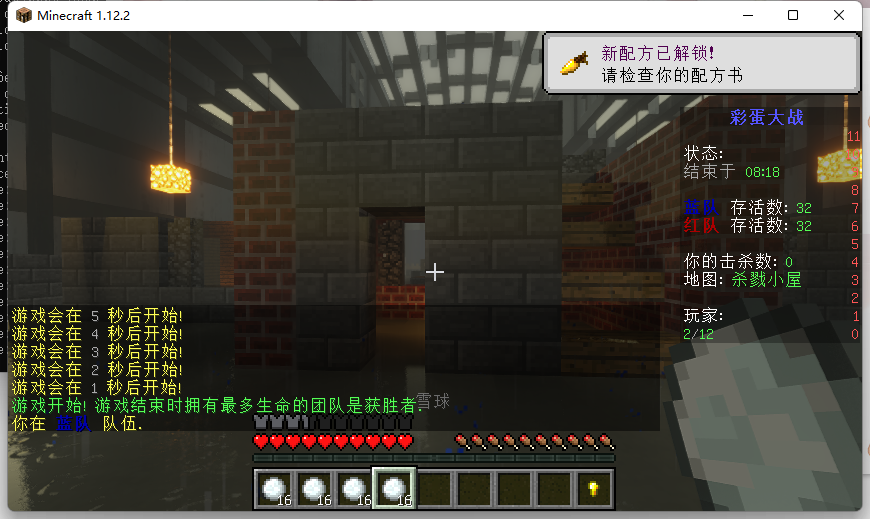 Minecraft 1.12.2
新配方已解锁!
请检查你的配方书
彩蛋大战
11
状态:
结束于 08:18
8
蓝队 存活数: 32
7
红队 存活数: 32
6
5
你的击杀数: 0
4
地图: 杀戮小屋
3
2
玩家:
1
2/12
0
游戏会在 5 秒后开始!
游戏会在 4 秒后开始!
游戏会在 3 秒后开始!
游戏会在 2 秒后开始!
游戏会在 1 秒后开始!
游戏开始! 游戏结束时拥有最多生命的团队是获胜者.
雪球
你在 蓝队 队伍.
16
16
16
16